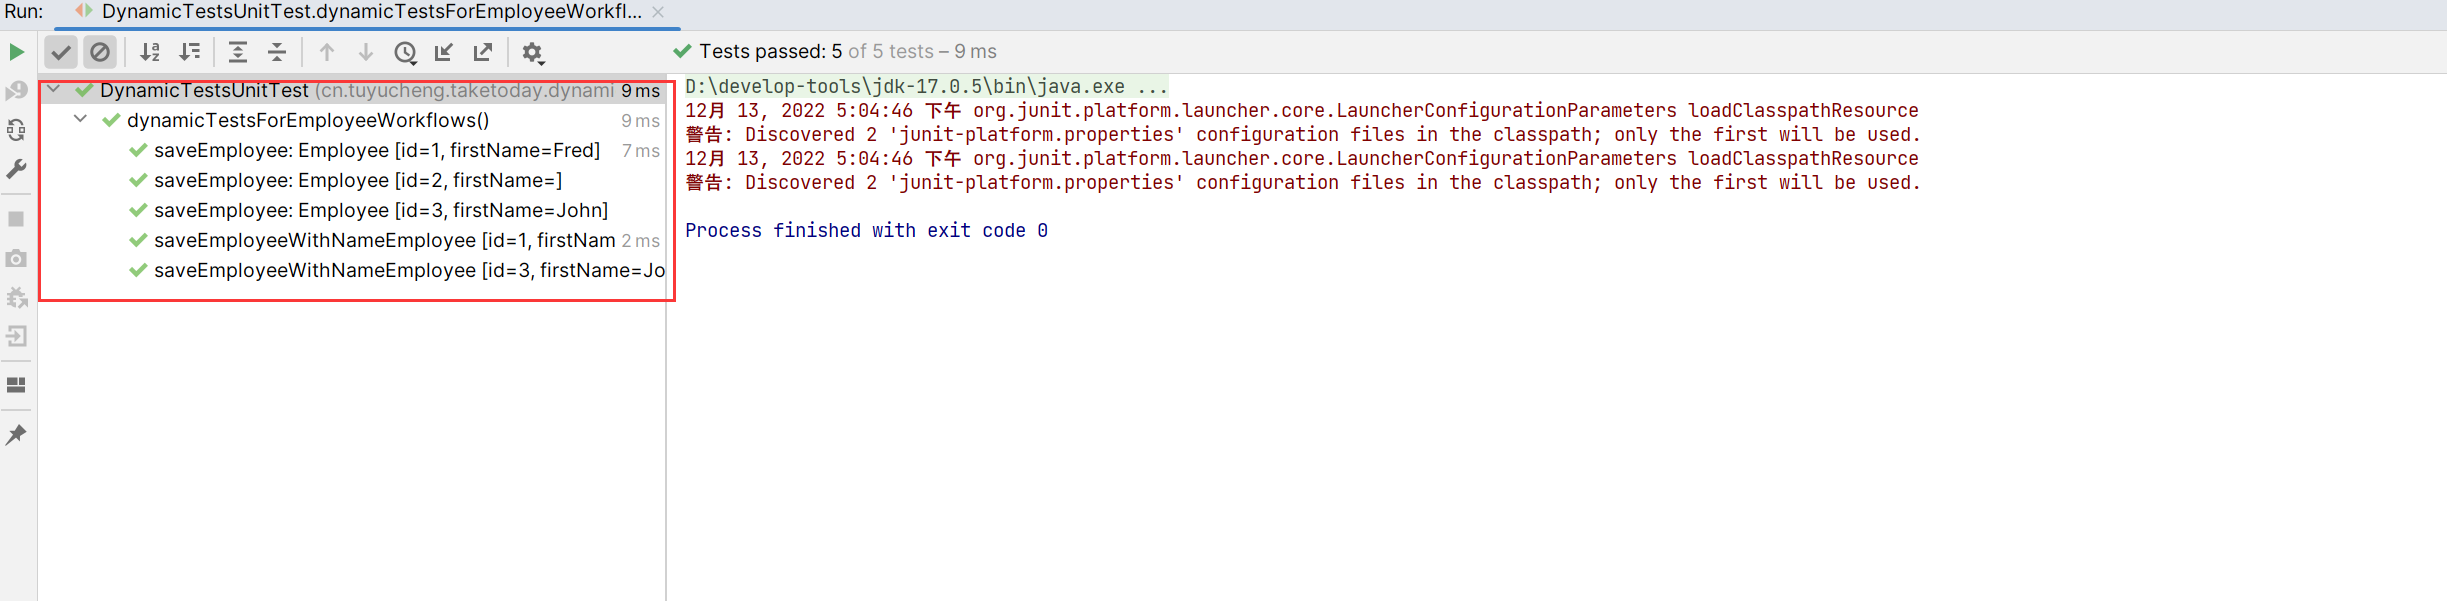 Run: DynamicTestsUnitTest.dynamicTestsForEmployeeWorkfl...
Tests passed: 5 of 5 tests – 9 ms
DynamicTestsUnitTest (cn.tuyucheng.taketoday.dynami 9 ms
dynamicTestsForEmployeeWorkflows() 9 ms
saveEmployee: Employee [id=1, firstName=Fred] 7 ms
saveEmployee: Employee [id=2, firstName=]
saveEmployee: Employee [id=3, firstName=John]
saveEmployeeWithNameEmployee [id=1, firstNam 2 ms
saveEmployeeWithNameEmployee [id=3, firstName=Jo
D:\develop-tools\jdk-17.0.5\bin\java.exe ...
12月 13, 2022 5:04:46 下午 org.junit.platform.launcher.core.LauncherConfigurationParameters loadClasspathResource
警告: Discovered 2 'junit-platform.properties' configuration files in the classpath; only the first will be used.
12月 13, 2022 5:04:46 下午 org.junit.platform.launcher.core.LauncherConfigurationParameters loadClasspathResource
警告: Discovered 2 'junit-platform.properties' configuration files in the classpath; only the first will be used.
Process finished with exit code 0